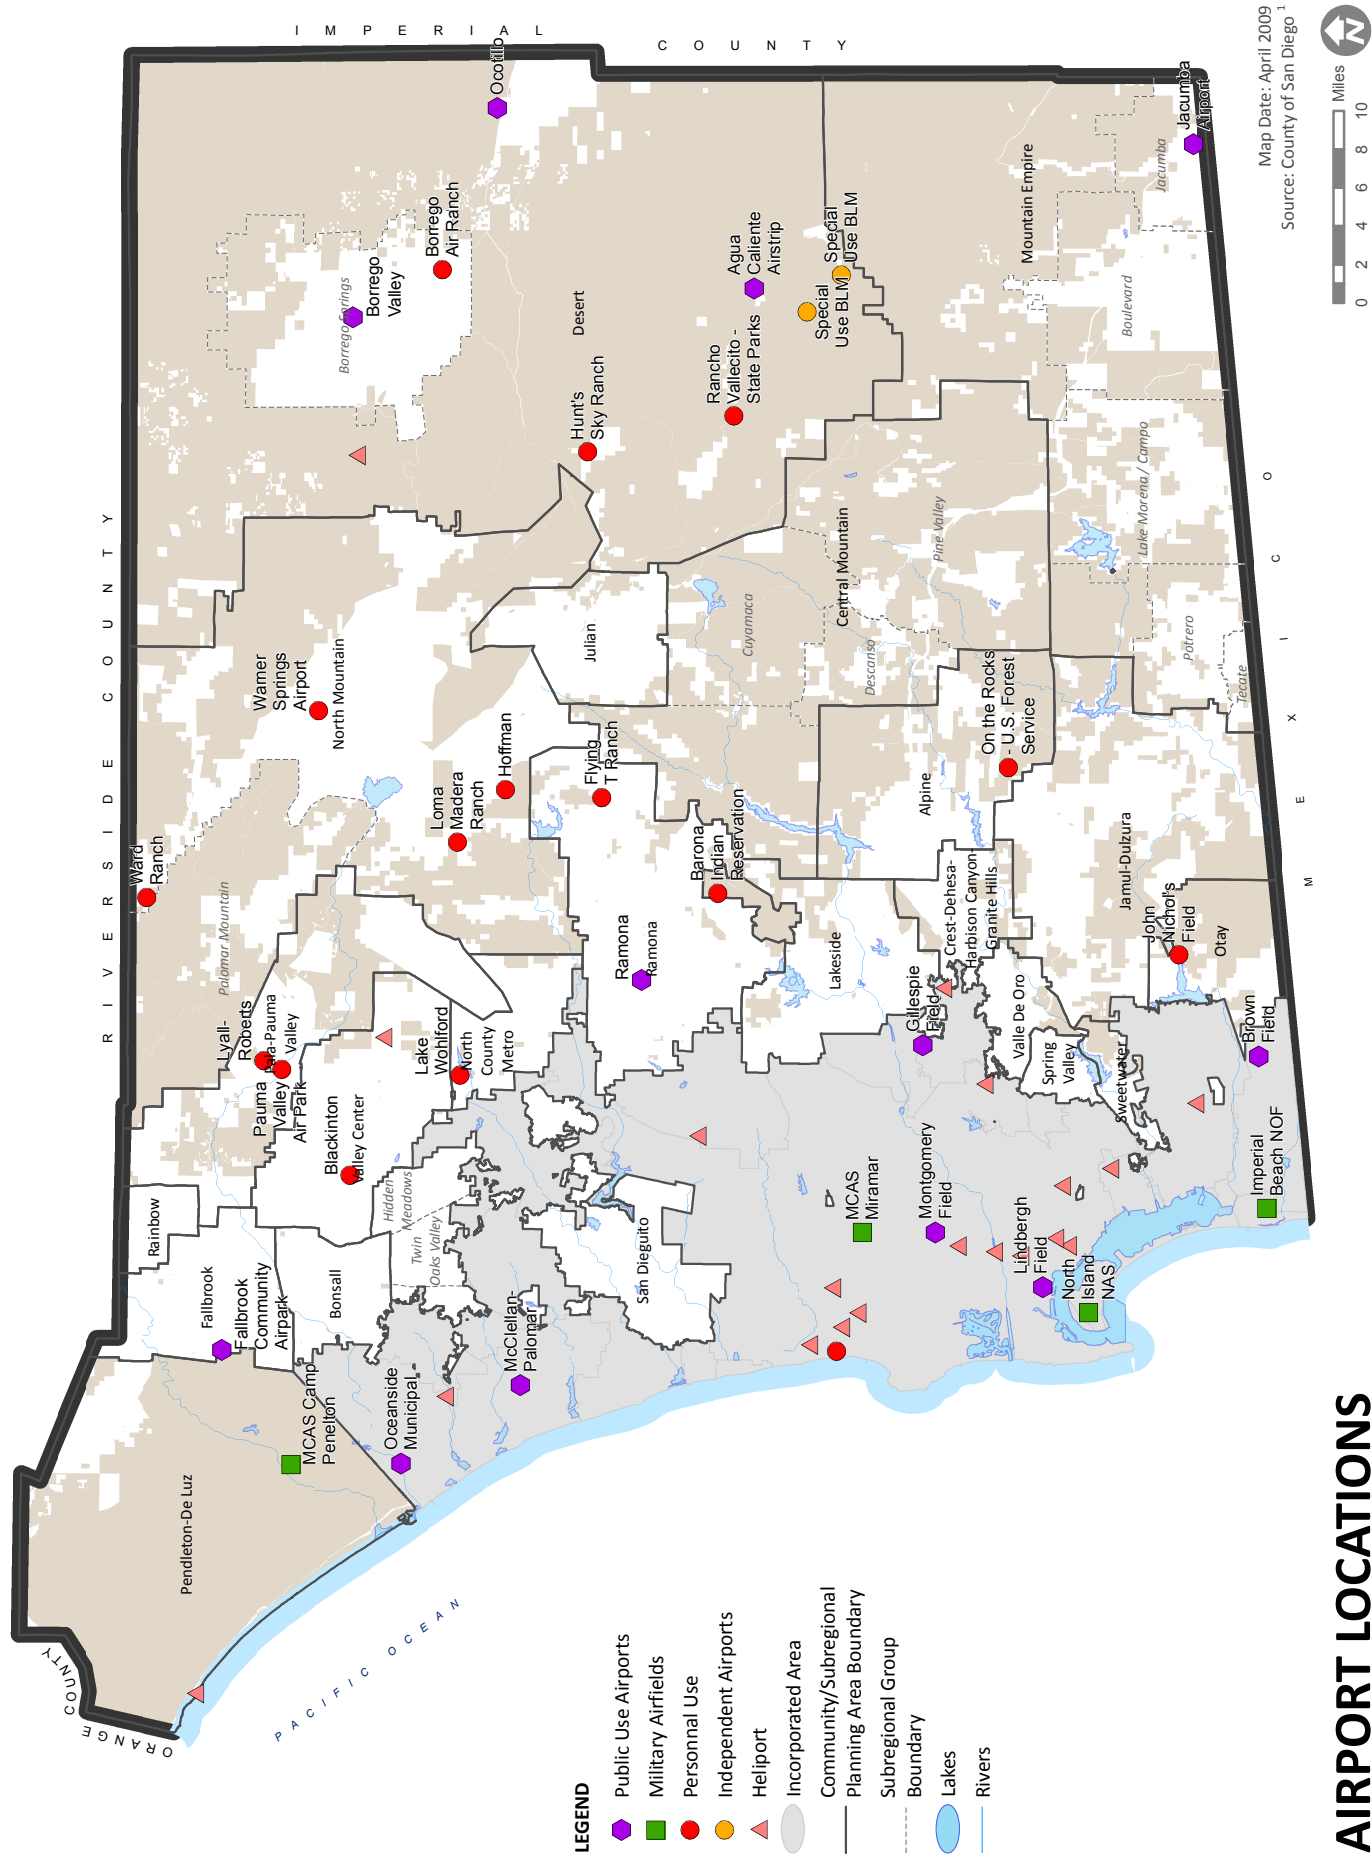 AIRPORT LOCATIONS
Map Date: April 2009
Source: County of San Diego 1
N
0 2 4 6 8 10 Miles
LEGEND
Public Use Airports
Military Airfields
Personnal Use
Independent Airports
Heliport
Incorporated Area
Community/Subregional
Planning Area Boundary
Subregional Group
Boundary
Lakes
Rivers
ORANGE
COUNTY
RIVERSIDE COUNTY
IMPERIAL
COUNTY
MEXICO
PACIFIC OCEAN
Pendleton-De Luz
MCAS Camp
Penelton
Fallbrook
Fallbrook
Community
Airpark
Rainbow
Bonsall
Oceanside
Municipal
McClellan-
Palomar
Twin
Oaks Valley
Hidden
Meadows
San Dieguito
Blackinton
Valley Center
Pauma
Valley
Air Park
Lyall-
Roberts
Pala-Pauma
Valley
Palomar Mountain
Ward
Ranch
Lake
Wohlford
North
County
Metro
Warner
Springs
Airport
North Mountain
Loma
Madera
Ranch
Hoffman
Flying
T Ranch
Julian
Ramona
Ramona
Barona
Indian
Reservation
Borrego Springs
Borrego
Valley
Borrego
Air Ranch
Ocotillo
Desert
Hunt's
Sky Ranch
Rancho
Vallecito -
State Parks
Agua
Caliente
Airstrip
Special
Use BLM
Special
Use BLM
Cuyamaca
Central Mountain
Descanso
Pine Valley
Mountain Empire
Boulevard
Jacumba
Jacumba
Airport
Lake Morena / Campo
Potrero
Tecate
Alpine
On the Rocks
- U.S. Forest
Service
Lakeside
Crest-Dehesa-
Harbison Canyon-
Granite Hills
Jamul-Dulzura
John
Nichol's
Field
Otay
Gillespie
Field
Valle De Oro
Spring
Valley
Sweetwater
Brown
Field
Imperial
Beach NOF
MCAS
Miramar
Montgomery
Field
Lindbergh
Field
North
Island
NAS